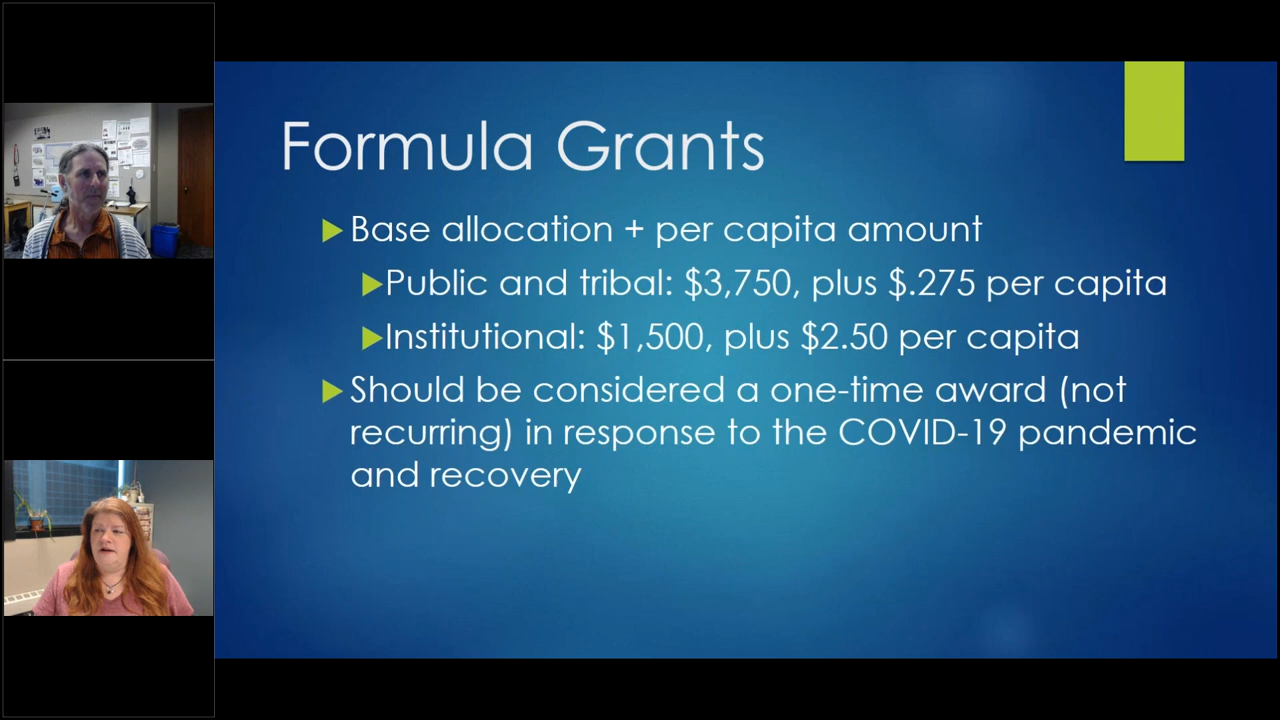 Formula Grants
Base allocation + per capita amount
Public and tribal: $3,750, plus $.275 per capita
Institutional: $1,500, plus $2.50 per capita
Should be considered a one-time award (not
recurring) in response to the COVID-19 pandemic
and recovery